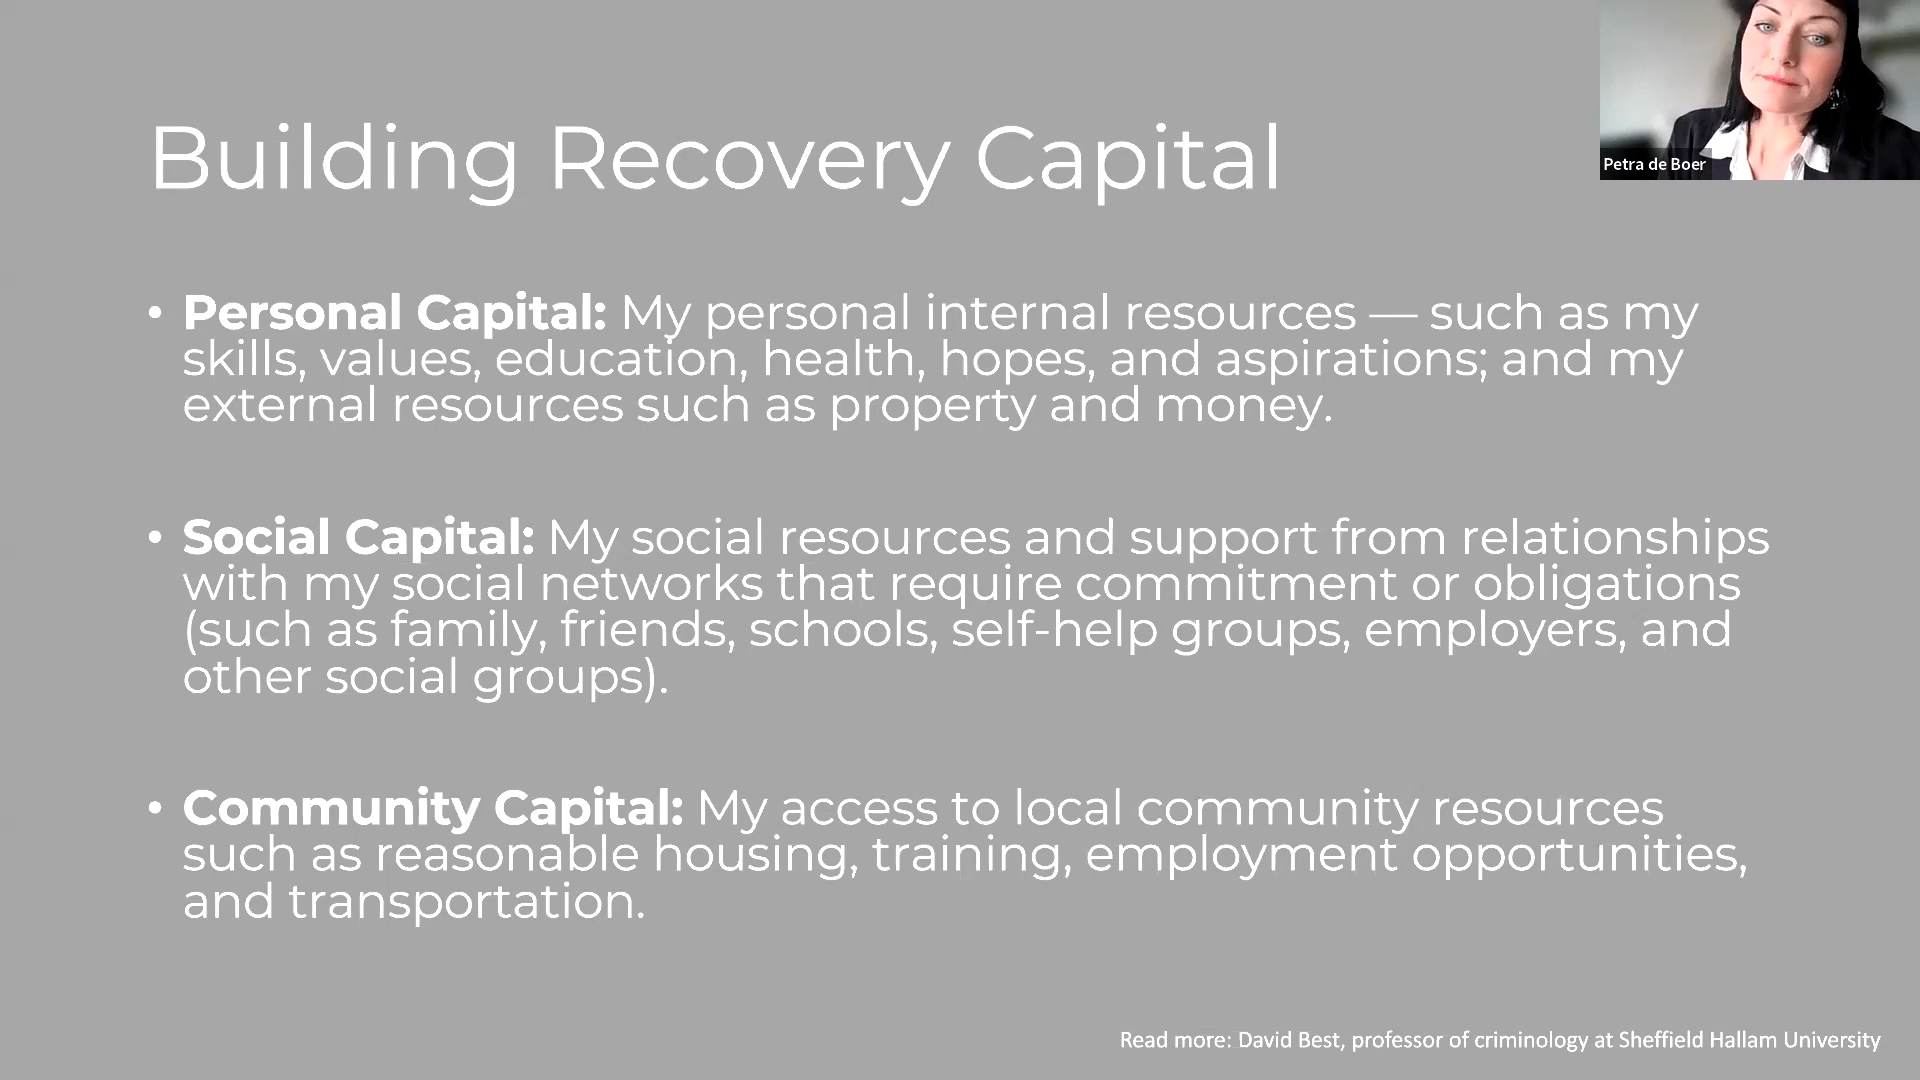 Building Recovery Capital
Petra de Boer
• Personal Capital: My personal internal resources — such as my
skills, values, education, health, hopes, and aspirations; and my
external resources such as property and money.
• Social Capital: My social resources and support from relationships
with my social networks that require commitment or obligations
(such as family, friends, schools, self-help groups, employers, and
other social groups).
• Community Capital: My access to local community resources
such as reasonable housing, training, employment opportunities,
and transportation.
Read more: David Best, professor of criminology at Sheffield Hallam University